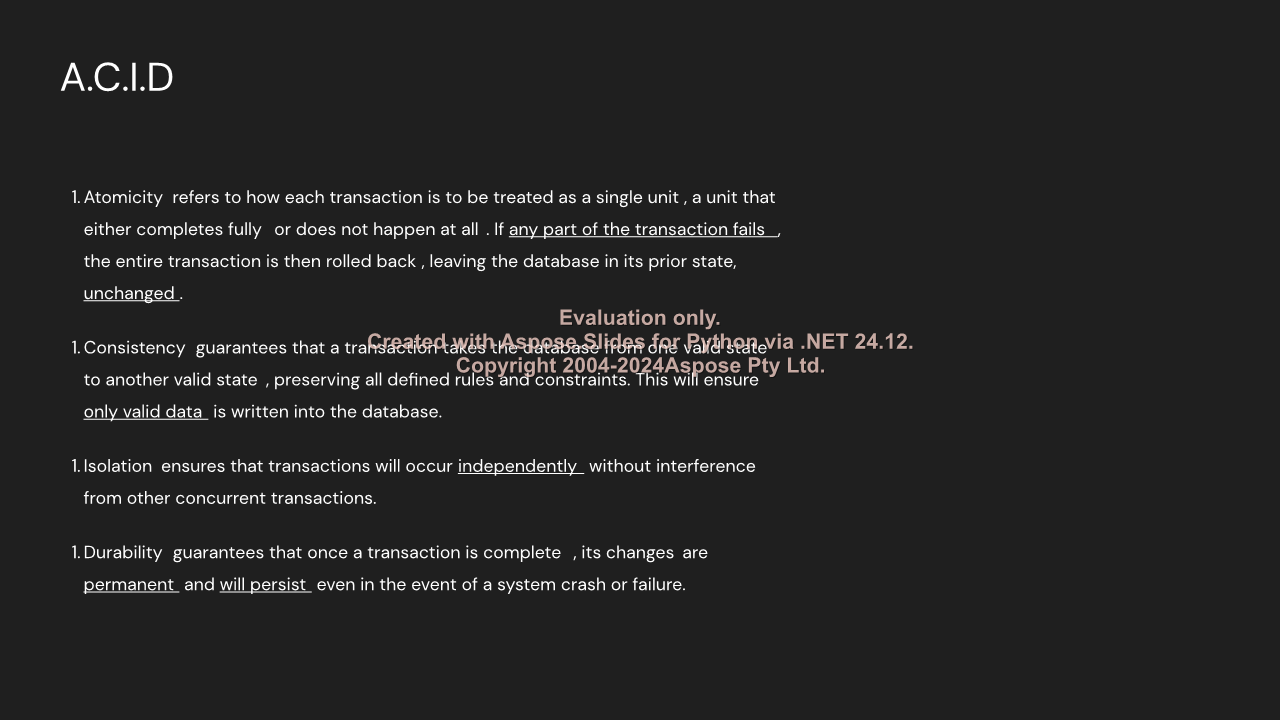 A.C.I.D
1. Atomicity refers to how each transaction is to be treated as a single unit , a unit that
either completes fully or does not happen at all . If any part of the transaction fails ,
the entire transaction is then rolled back , leaving the database in its prior state,
unchanged .
Evaluation only.
1. Consistency guarantees that a transaction takes the database from one valid state
Created with Aspose.Slides for Python via .NET 24.12.
Copyright 2004-2024Aspose Pty Ltd.
to another valid state , preserving all defined rules and constraints. This will ensure
only valid data is written into the database.
1. Isolation ensures that transactions will occur independently without interference
from other concurrent transactions.
1. Durability guarantees that once a transaction is complete , its changes are
permanent and will persist even in the event of a system crash or failure.